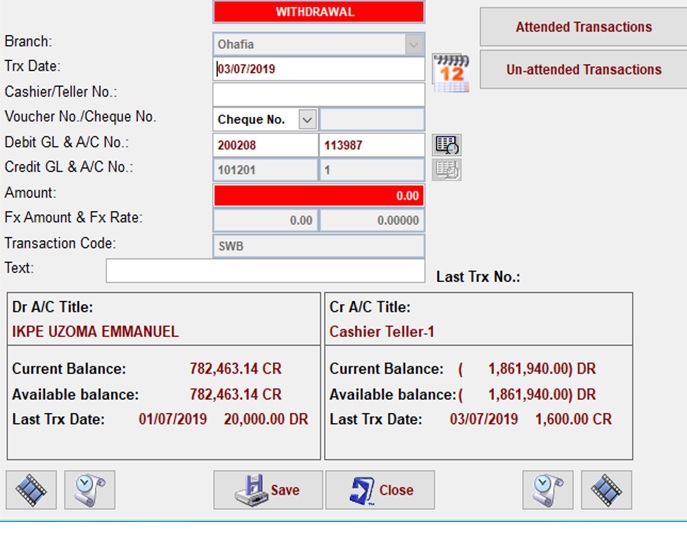 WITHDRAWAL
Attended Transactions
Branch: Ohafia
Trx Date: 03/07/2019 12
Un-attended Transactions
Cashier/Teller No.:
Voucher No./Cheque No. Cheque No.
Debit GL & A/C No.: 200208 113987
Credit GL & A/C No.: 101201 1
Amount: 0.00
Fx Amount & Fx Rate: 0.00 0.00000
Transaction Code: SWB
Text:
Last Trx No.:
Dr A/C Title:
IKPE UZOMA EMMANUEL
Current Balance: 782,463.14 CR
Available balance: 782,463.14 CR
Last Trx Date: 01/07/2019 20,000.00 DR
Cr A/C Title:
Cashier Teller-1
Current Balance: ( 1,861,940.00) DR
Available balance:( 1,861,940.00) DR
Last Trx Date: 03/07/2019 1,600.00 CR
Save
Close